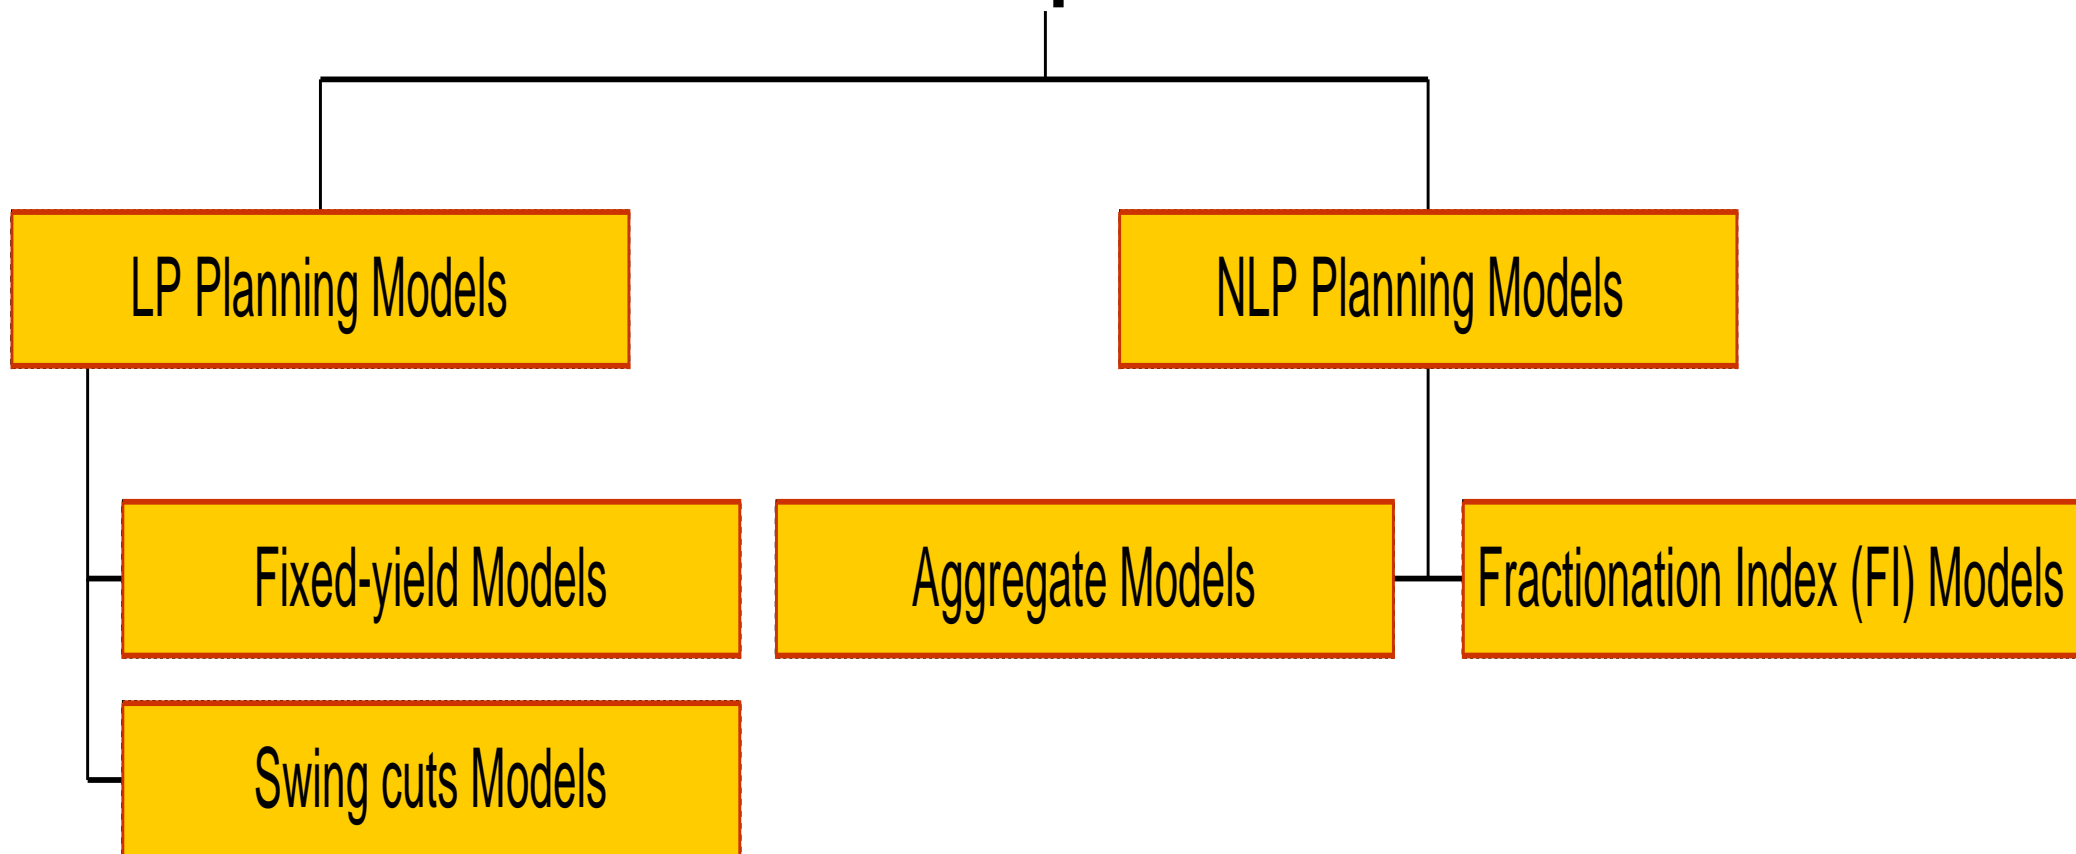 LP Planning Models
NLP Planning Models
Fixed-yield Models
Aggregate Models
Fractionation Index (FI) Models
Swing cuts Models